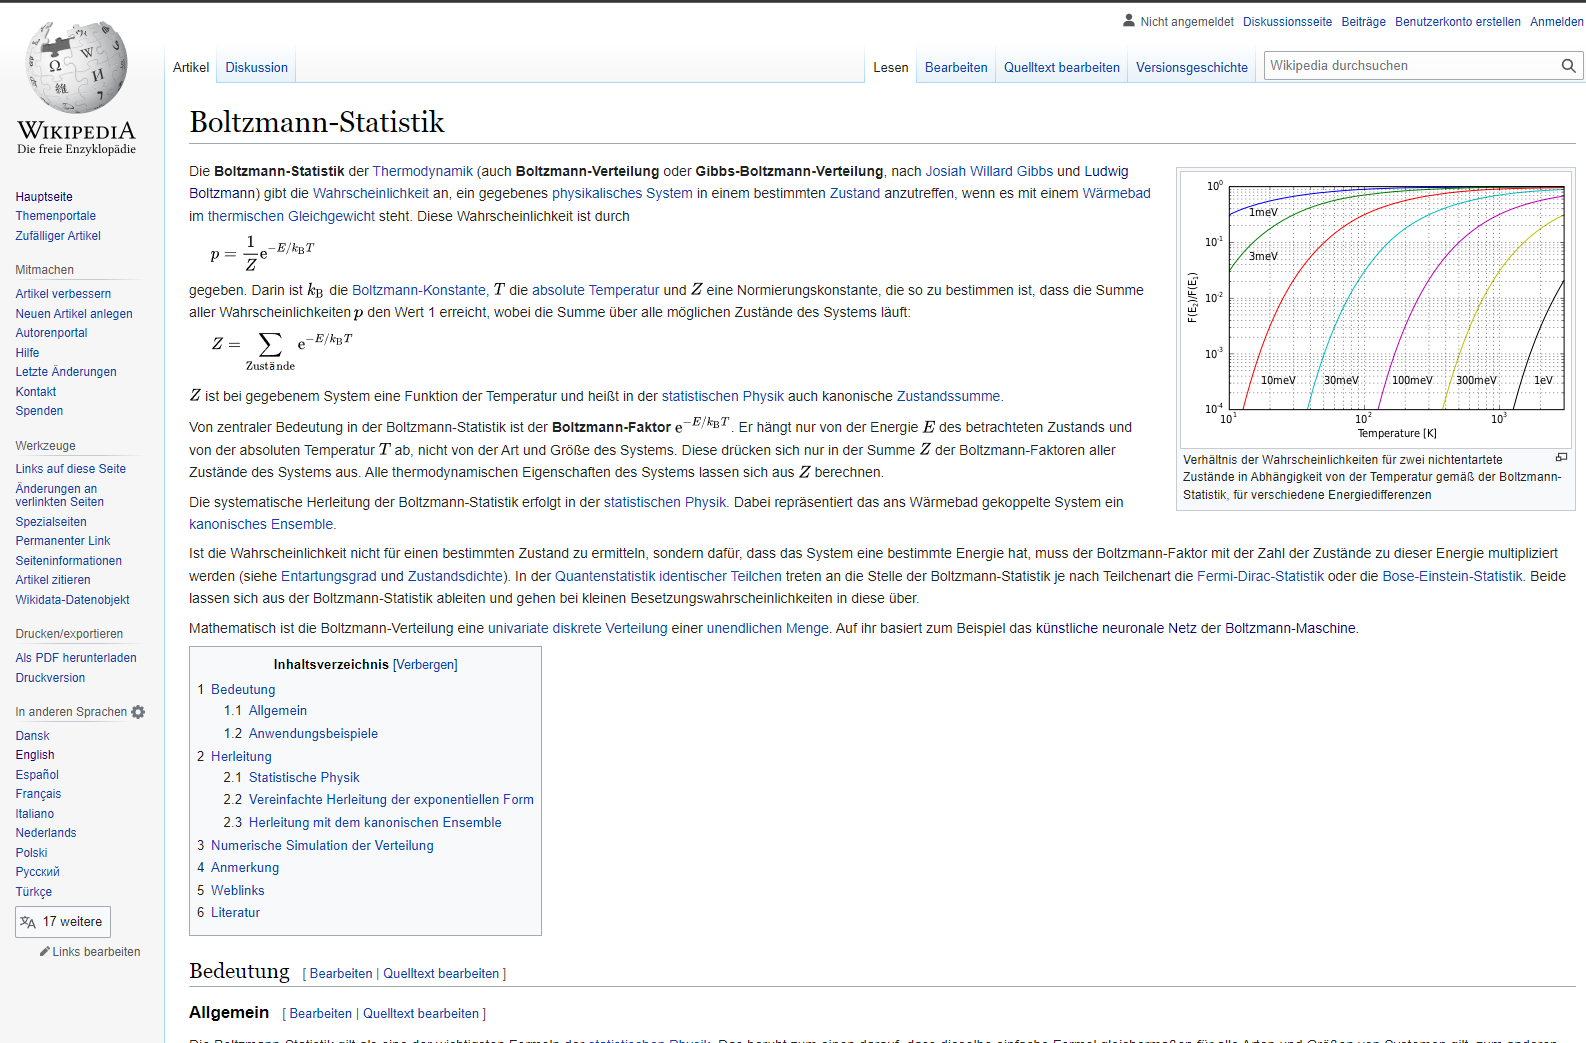 Nicht angemeldet Diskussionsseite Beiträge Benutzerkonto erstellen Anmelden
Artikel Diskussion Lesen Bearbeiten Quelltext bearbeiten Versionsgeschichte Wikipedia durchsuchen
WIKIPEDIA
Die freie Enzyklopädie
Hauptseite
Themenportale
Zufälliger Artikel
Mitmachen
Artikel verbessern
Neuen Artikel anlegen
Autorenportal
Hilfe
Letzte Änderungen
Kontakt
Spenden
Werkzeuge
Links auf diese Seite
Änderungen an
verlinkten Seiten
Spezialseiten
Permanenter Link
Seiteninformationen
Artikel zitieren
Wikidata-Datenobjekt
Drucken/exportieren
Als PDF herunterladen
Druckversion
In anderen Sprachen
Dansk
English
Español
Français
Italiano
Nederlands
Polski
Русский
Türkçe
17 weitere
Links bearbeiten
Boltzmann-Statistik
Die Boltzmann-Statistik der Thermodynamik (auch Boltzmann-Verteilung oder Gibbs-Boltzmann-Verteilung, nach Josiah Willard Gibbs und Ludwig
Boltzmann) gibt die Wahrscheinlichkeit an, ein gegebenes physikalisches System in einem bestimmten Zustand anzutreffen, wenn es mit einem Wärmebad
im thermischen Gleichgewicht steht. Diese Wahrscheinlichkeit ist durch
p = 1/Z e^{-E/k_B T}
gegeben. Darin ist k_B die Boltzmann-Konstante, T die absolute Temperatur und Z eine Normierungskonstante, die so zu bestimmen ist, dass die Summe
aller Wahrscheinlichkeiten p den Wert 1 erreicht, wobei die Summe über alle möglichen Zustände des Systems läuft:
Z = ∑ e^{-E/k_B T}
Zustände
Z ist bei gegebenem System eine Funktion der Temperatur und heißt in der statistischen Physik auch kanonische Zustandssumme.
Von zentraler Bedeutung in der Boltzmann-Statistik ist der Boltzmann-Faktor e^{-E/k_B T}. Er hängt nur von der Energie E des betrachteten Zustands und
von der absoluten Temperatur T ab, nicht von der Art und Größe des Systems. Diese drücken sich nur in der Summe Z der Boltzmann-Faktoren aller
Zustände des Systems aus. Alle thermodynamischen Eigenschaften des Systems lassen sich aus Z berechnen.
Die systematische Herleitung der Boltzmann-Statistik erfolgt in der statistischen Physik. Dabei repräsentiert das ans Wärmebad gekoppelte System ein
kanonisches Ensemble.
10^0
10^-1
10^-2
10^-3
10^-4
F(E_2)/F(E_1)
1meV
3meV
10meV 30meV 100meV 300meV 1eV
10^1 10^2 10^3
Temperature [K]
Verhältnis der Wahrscheinlichkeiten für zwei nichtentartete
Zustände in Abhängigkeit von der Temperatur gemäß der Boltzmann-
Statistik, für verschiedene Energiedifferenzen
Ist die Wahrscheinlichkeit nicht für einen bestimmten Zustand zu ermitteln, sondern dafür, dass das System eine bestimmte Energie hat, muss der Boltzmann-Faktor mit der Zahl der Zustände zu dieser Energie multipliziert
werden (siehe Entartungsgrad und Zustandsdichte). In der Quantenstatistik identischer Teilchen treten an die Stelle der Boltzmann-Statistik je nach Teilchenart die Fermi-Dirac-Statistik oder die Bose-Einstein-Statistik. Beide
lassen sich aus der Boltzmann-Statistik ableiten und gehen bei kleinen Besetzungswahrscheinlichkeiten in diese über.
Mathematisch ist die Boltzmann-Verteilung eine univariate diskrete Verteilung einer unendlichen Menge. Auf ihr basiert zum Beispiel das künstliche neuronale Netz der Boltzmann-Maschine.
Inhaltsverzeichnis [Verbergen]
1 Bedeutung
1.1 Allgemein
1.2 Anwendungsbeispiele
2 Herleitung
2.1 Statistische Physik
2.2 Vereinfachte Herleitung der exponentiellen Form
2.3 Herleitung mit dem kanonischen Ensemble
3 Numerische Simulation der Verteilung
4 Anmerkung
5 Weblinks
6 Literatur
Bedeutung [ Bearbeiten | Quelltext bearbeiten ]
Allgemein [ Bearbeiten | Quelltext bearbeiten ]